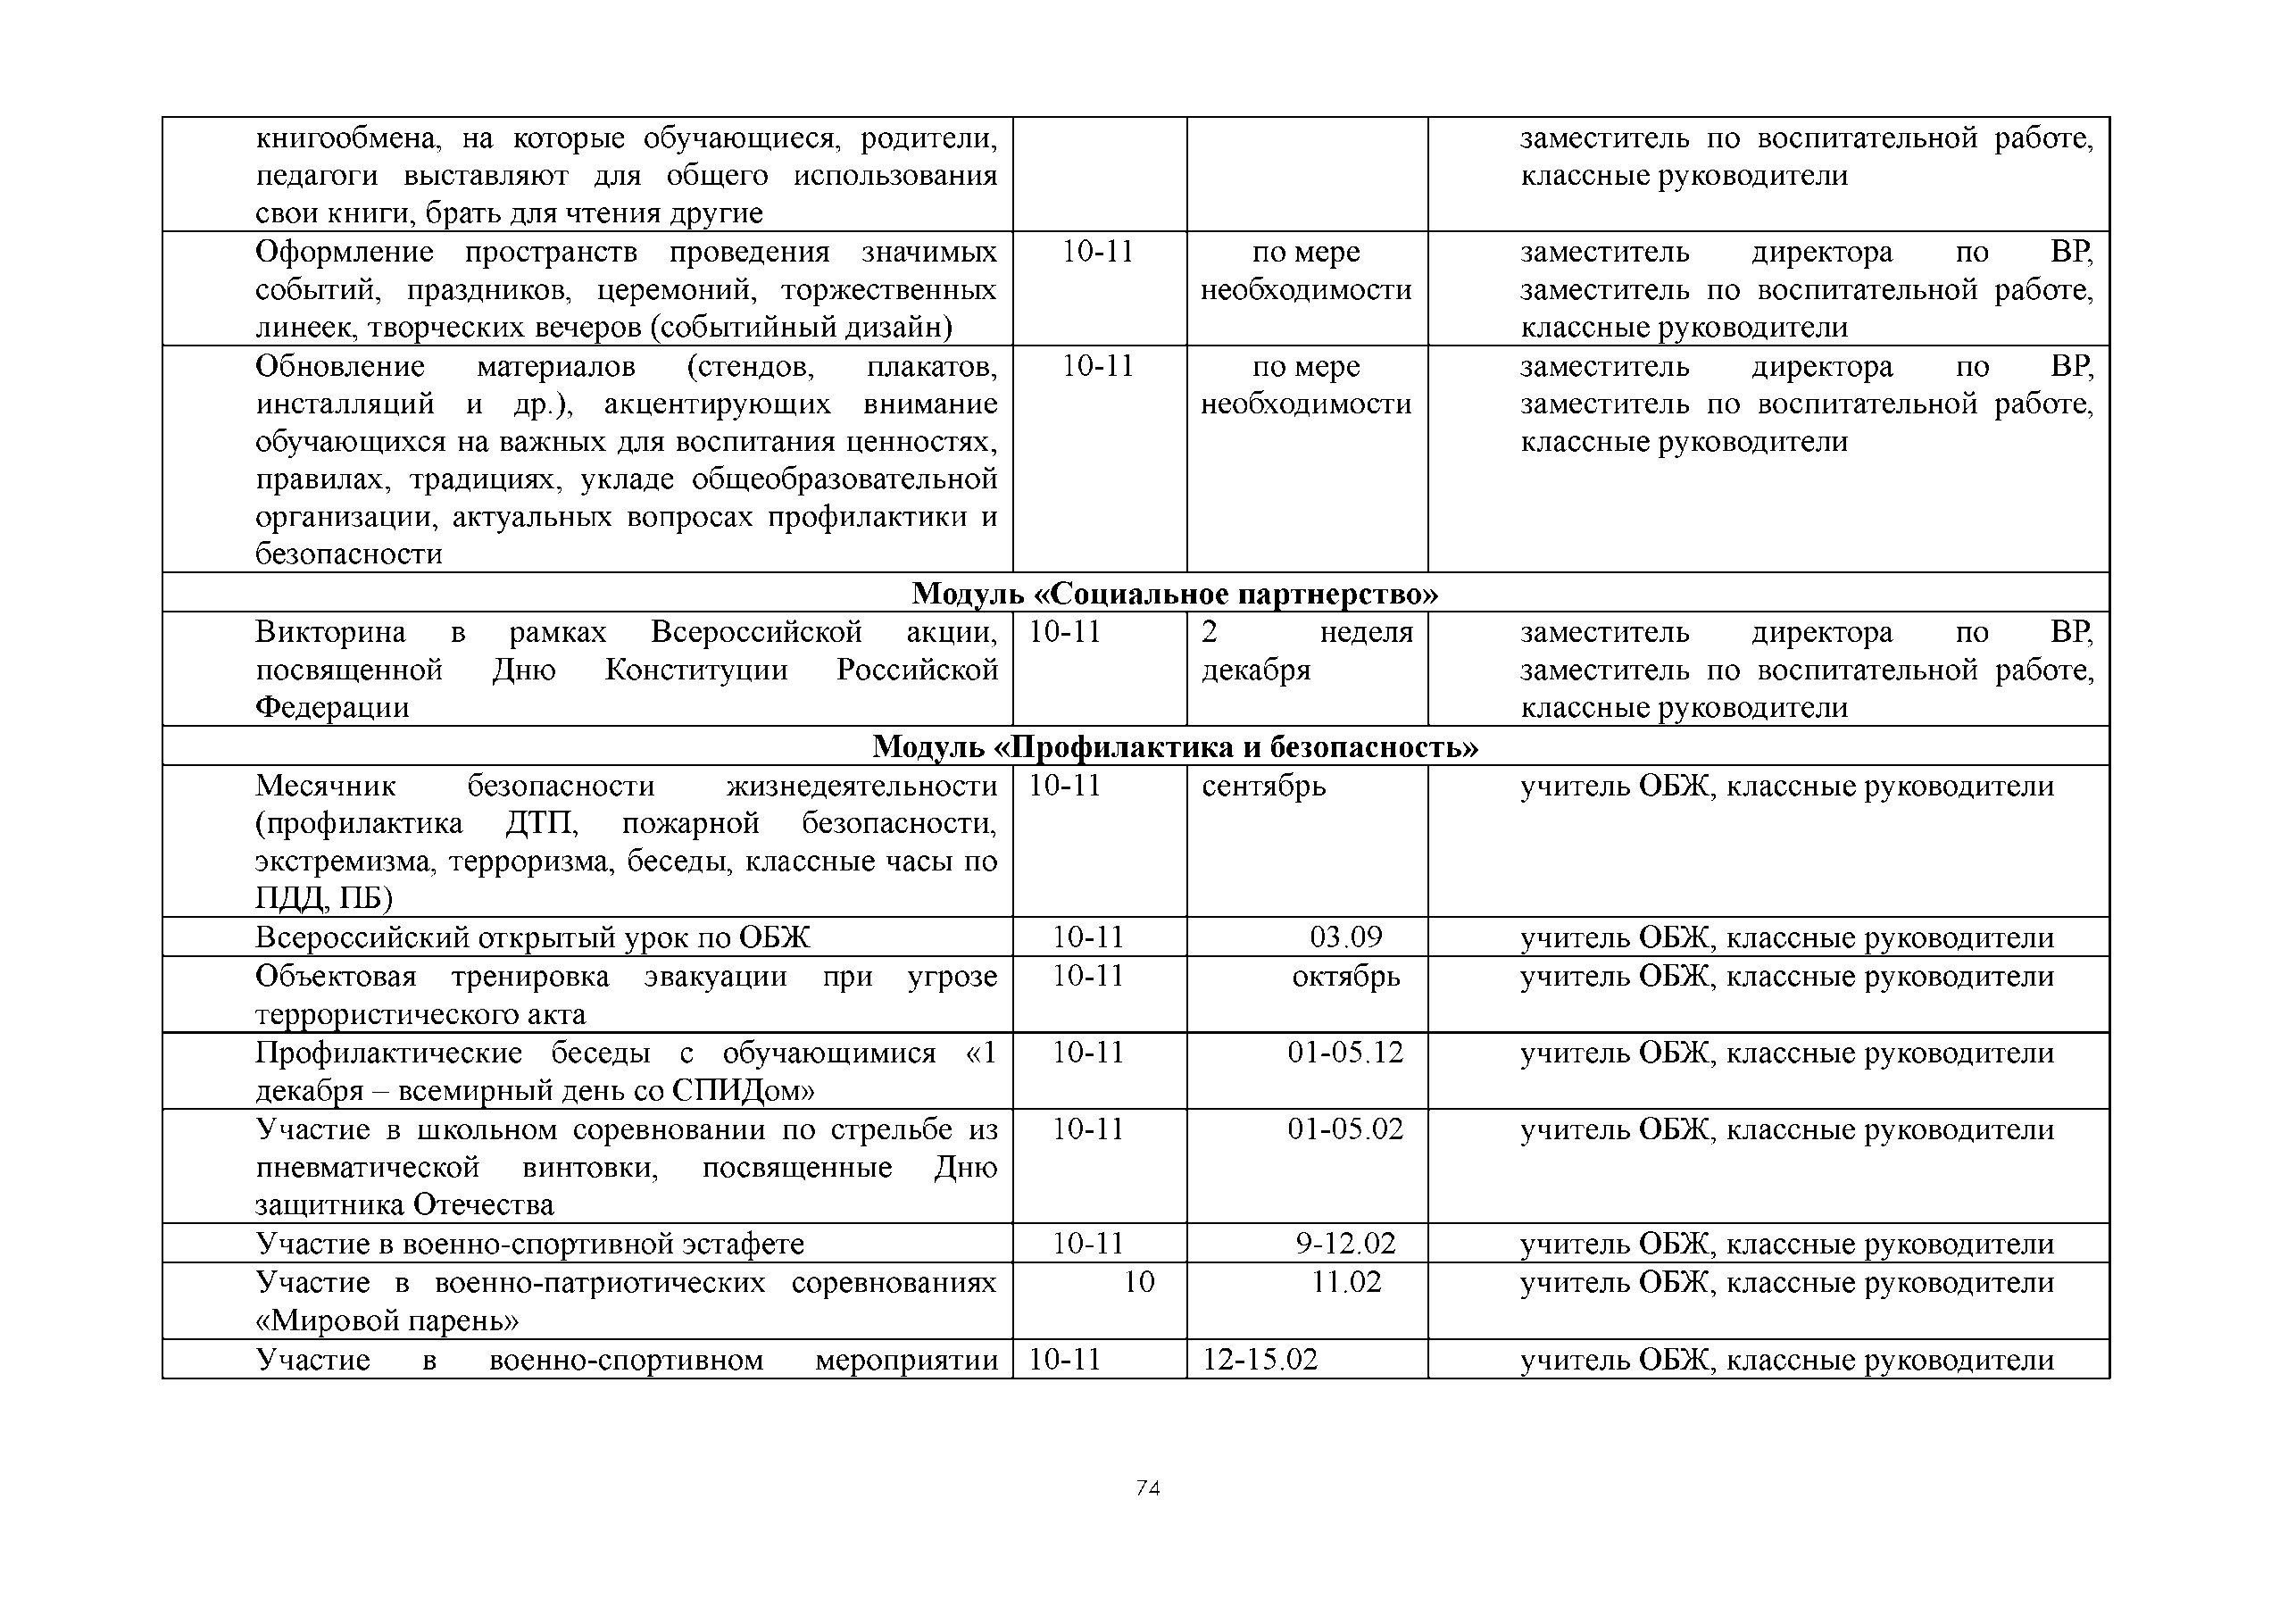 книгообмена, на которые обучающиеся, родители, заместитель по воспитательной работе,
педагоги выставляют для общего использования классные руководители
свои книги, брать для чтения другие
Оформление пространств проведения значимых 10-11 по мере заместитель директора по ВР,
событий, праздников, церемоний, торжественных необходимости заместитель по воспитательной работе,
линеек, творческих вечеров (событийный дизайн) классные руководители
Обновление материалов (стендов, плакатов, 10-11 по мере заместитель директора по ВР,
инсталляций и др.), акцентирующих внимание необходимости заместитель по воспитательной работе,
обучающихся на важных для воспитания ценностях, классные руководители
правилах, традициях, укладе общеобразовательной
организации, актуальных вопросах профилактики и
безопасности
Модуль «Социальное партнерство»
Викторина в рамках Всероссийской акции, 10-11 2 неделя заместитель директора по ВР,
посвященной Дню Конституции Российской декабря заместитель по воспитательной работе,
Федерации классные руководители
Модуль «Профилактика и безопасность»
Месячник безопасности жизнедеятельности 10-11 сентябрь учитель ОБЖ, классные руководители
(профилактика ДТП, пожарной безопасности,
экстремизма, терроризма, беседы, классные часы по
ПДД, ПБ)
Всероссийский открытый урок по ОБЖ 10-11 03.09 учитель ОБЖ, классные руководители
Объектовая тренировка эвакуации при угрозе 10-11 октябрь учитель ОБЖ, классные руководители
террористического акта
Профилактические беседы с обучающимися «1 10-11 01-05.12 учитель ОБЖ, классные руководители
декабря – всемирный день со СПИДом»
Участие в школьном соревновании по стрельбе из 10-11 01-05.02 учитель ОБЖ, классные руководители
пневматической винтовки, посвященные Дню
защитника Отечества
Участие в военно-спортивной эстафете 10-11 9-12.02 учитель ОБЖ, классные руководители
Участие в военно-патриотических соревнованиях 10 11.02 учитель ОБЖ, классные руководители
«Мировой парень»
Участие в военно-спортивном мероприятии 10-11 12-15.02 учитель ОБЖ, классные руководители
74